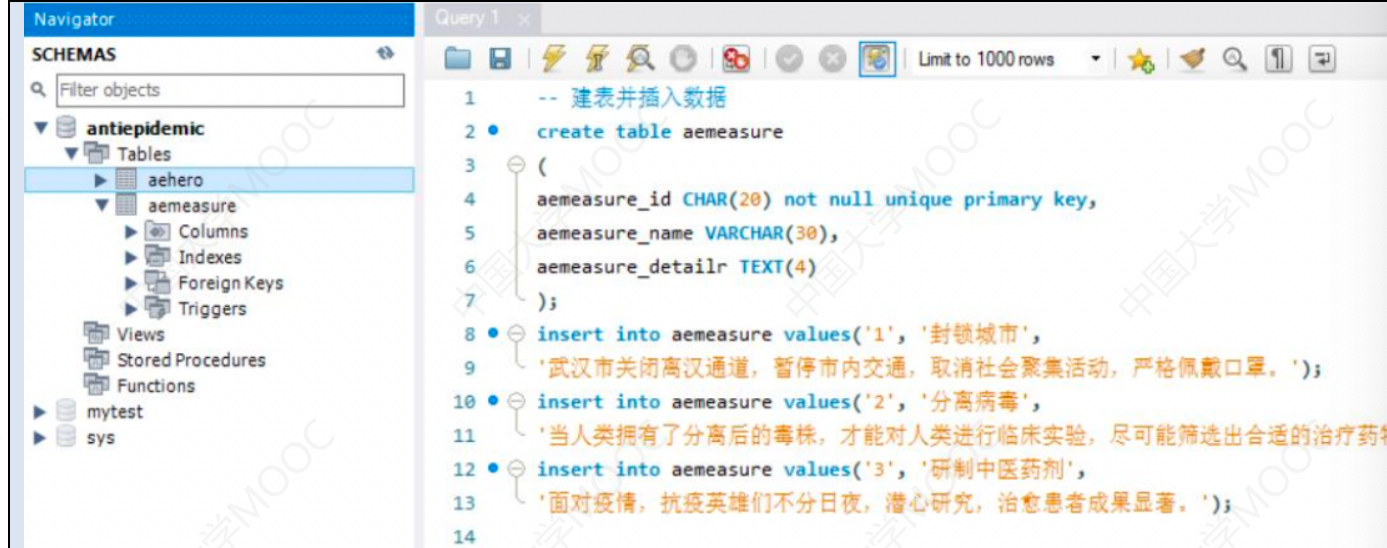 Navigator
Query 1
SCHEMAS
Limit to 1000 rows
Filter objects
antiepidemic
Tables
aehero
aemeasure
Columns
Indexes
Foreign Keys
Triggers
Views
Stored Procedures
Functions
mytest
sys
1 -- 建表并插入数据
2 create table aemeasure
3 (
4 aemeasure_id CHAR(20) not null unique primary key,
5 aemeasure_name VARCHAR(30),
6 aemeasure_detailr TEXT(4)
7 );
8 insert into aemeasure values('1', '封锁城市',
9 '武汉市关闭离汉通道，暂停市内交通，取消社会聚集活动，严格佩戴口罩。');
10 insert into aemeasure values('2', '分离病毒',
11 '当人类拥有了分离后的毒株，才能对人类进行临床实验，尽可能筛选出合适的治疗药
12 insert into aemeasure values('3', '研制中医药剂',
13 '面对疫情，抗疫英雄们不分日夜，潜心研究，治愈患者成果显著。');
14
中国大学MOOC